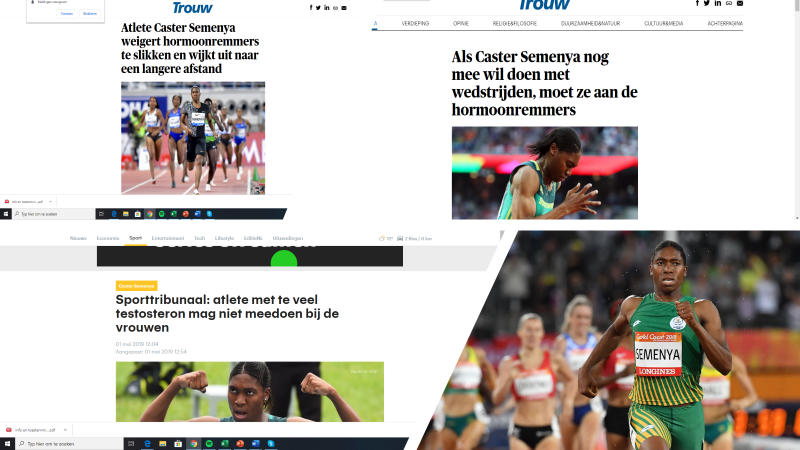 Trouw
Atlete Caster Semenya
weigert hormoonremmers
te slikken en wijkt uit naar
een langere afstand
Typ hier om te zoeken
Trouw
VERDIEPING OPINIE RELIGIE&FILOSOFIE DUURZAAMHEID&NATUUR CULTUUR&MEDIA ACHTERPAGINA
Als Caster Semenya nog
mee wil doen met
wedstrijden, moet ze aan de
hormoonremmers
Nieuws Economie Sport Entertainment Tech Lifestyle Uitzendingen
Caster Semenya
Sporttribunaal: atlete met te veel
testosteron mag niet meedoen bij de
vrouwen
01 mei 2019 12:04
Aangepast: 01 mei 2019 12:54
Typ hier om te zoeken
Gold Coast 2018
SEMENYA
LONGINES